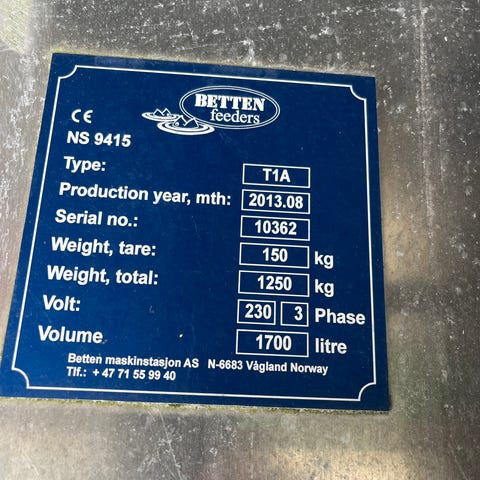 BETTEN
feeders
CE
NS 9415
Type: T1A
Production year, mth: 2013.08
Serial no.: 10362
Weight, tare: 150 kg
Weight, total: 1250 kg
Volt: 230 3 Phase
Volume 1700 litre
Betten maskinstasjon AS N-6683 Vågland Norway
Tlf.: + 47 71 55 99 40